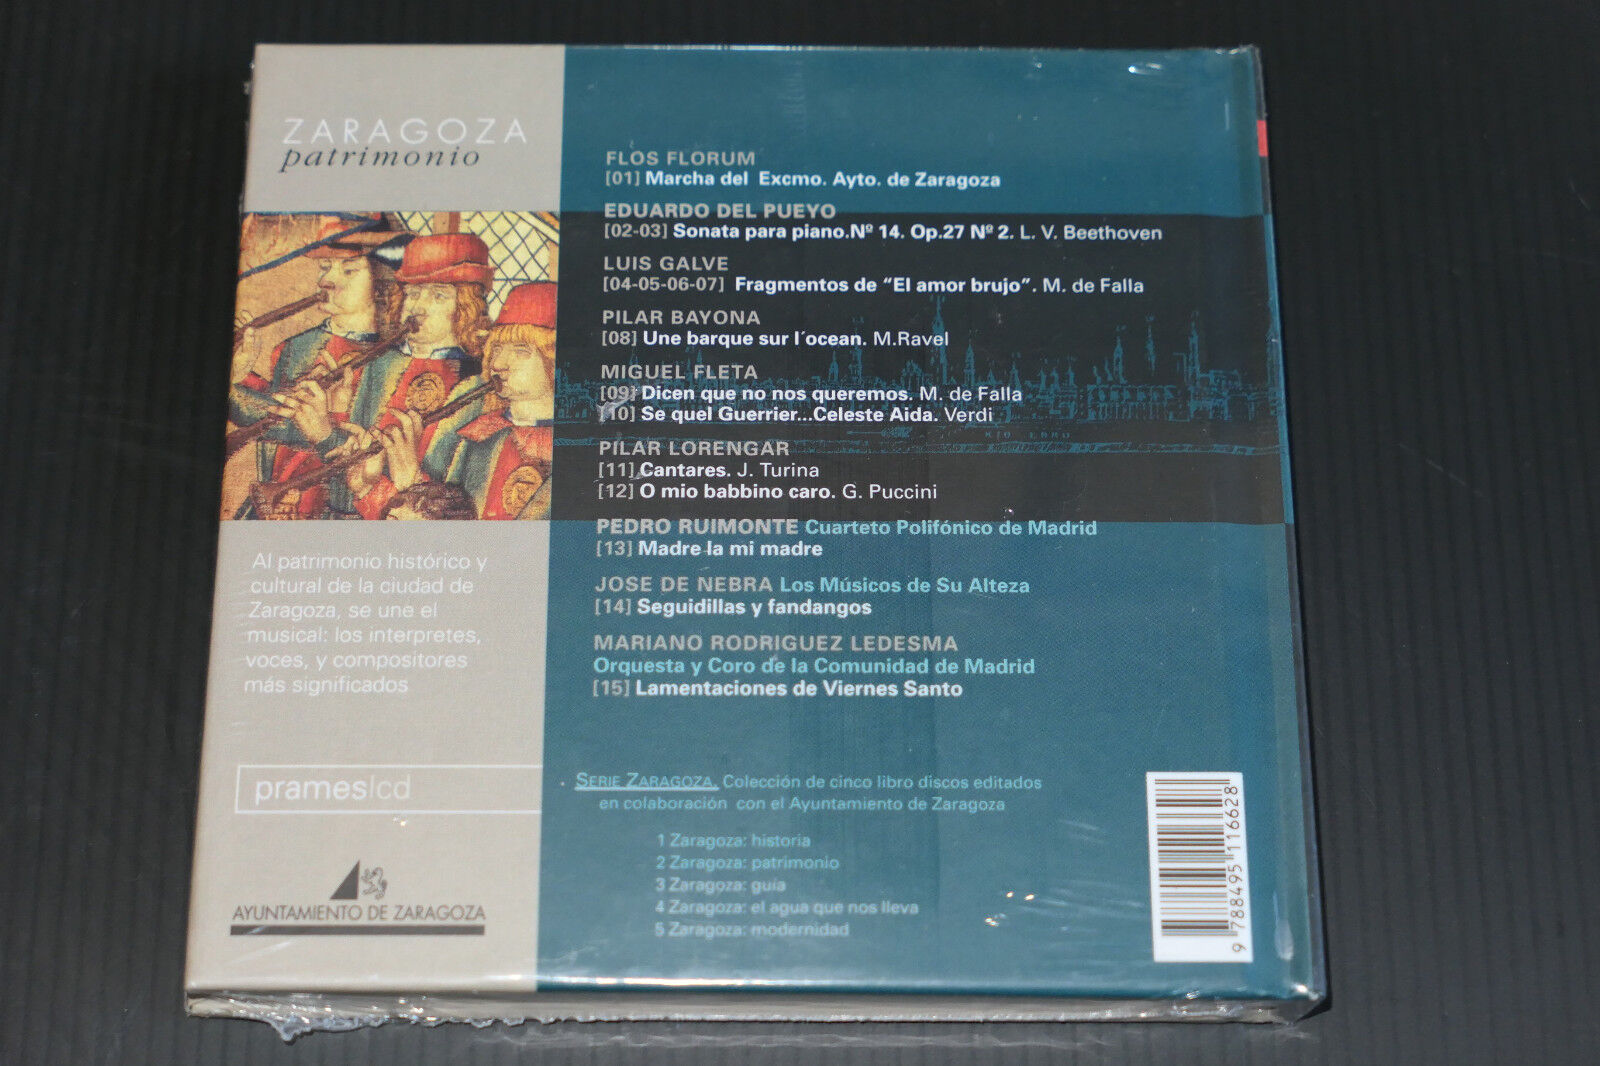 ZARAGOZA
patrimonio
FLOS FLORUM
[01] Marcha del Excmo. Ayto. de Zaragoza
EDUARDO DEL PUEYO
[02-03] Sonata para piano.Nº 14. Op.27 Nº 2. L. V. Beethoven
LUIS GALVE
[04-05-06-07] Fragmentos de “El amor brujo”. M. de Falla
PILAR BAYONA
[08] Une barque sur l´ocean. M.Ravel
MIGUEL FLETA
[09] Dicen que no nos queremos. M. de Falla
[10] Se quel Guerrier...Celeste Aida. Verdi
RIO EBRO
PILAR LORENGAR
[11] Cantares. J. Turina
[12] O mio babbino caro. G. Puccini
PEDRO RUIMONTE Cuarteto Polifónico de Madrid
[13] Madre la mi madre
JOSE DE NEBRA Los Músicos de Su Alteza
[14] Seguidillas y fandangos
MARIANO RODRIGUEZ LEDESMA
Orquesta y Coro de la Comunidad de Madrid
[15] Lamentaciones de Viernes Santo
Al patrimonio histórico y
cultural de la ciudad de
Zaragoza, se une el
musical: los interpretes,
voces, y compositores
más significados
prames|cd
AYUNTAMIENTO DE ZARAGOZA
SERIE ZARAGOZA. Colección de cinco libro discos editados
en colaboración con el Ayuntamiento de Zaragoza
1 Zaragoza: historia
2 Zaragoza: patrimonio
3 Zaragoza: guía
4 Zaragoza: el agua que nos lleva
5 Zaragoza: modernidad
9 788495 116628